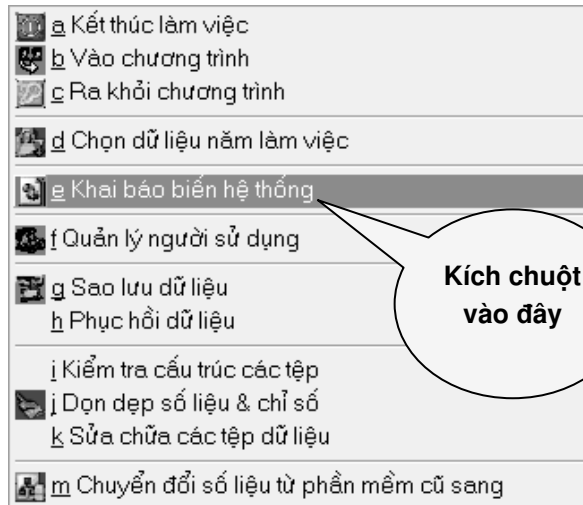 a Kết thúc làm việc
b Vào chương trình
c Ra khỏi chương trình
d Chọn dữ liệu năm làm việc
e Khai báo biến hệ thống
f Quản lý người sử dụng
g Sao lưu dữ liệu
h Phục hồi dữ liệu
Kích chuột
vào đây
i Kiểm tra cấu trúc các tệp
j Dọn dẹp số liệu & chỉ số
k Sửa chữa các tệp dữ liệu
m Chuyển đổi số liệu từ phần mềm cũ sang